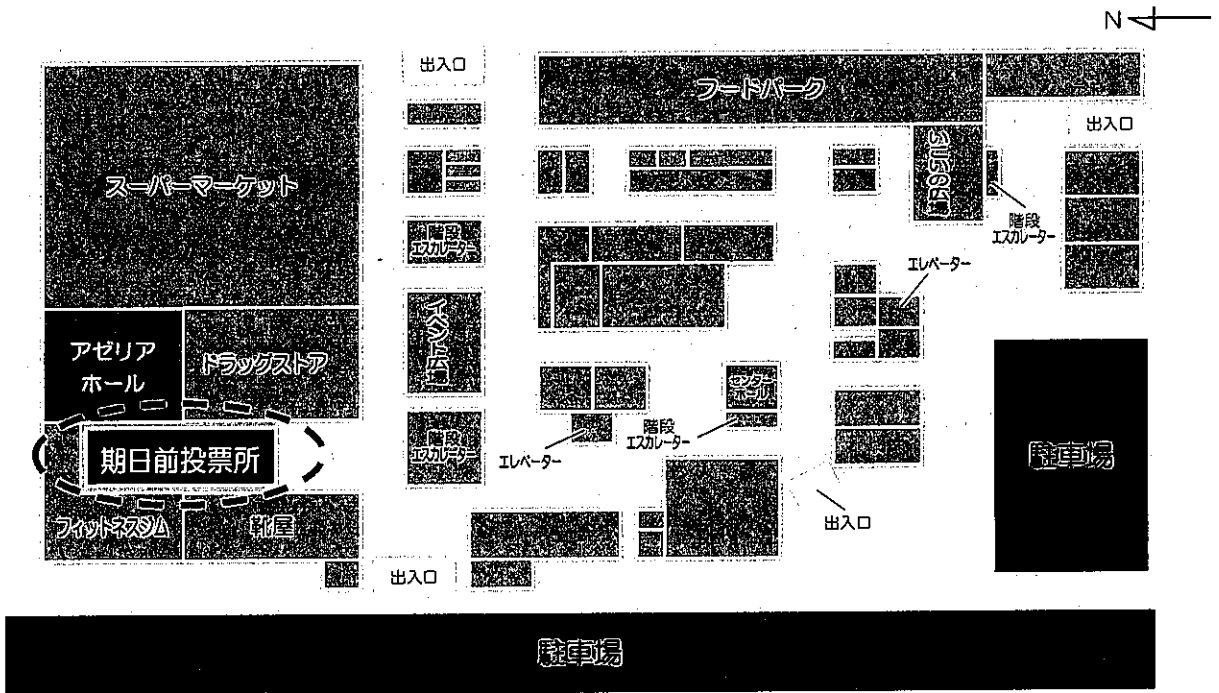 N
出入口
フードパーク
出入口
スーパーマーケット
階段
エスカレーター
階段
エスカレーター
エレベーター
アゼリア
ホール
ドラッグストア
イベント広場
センター
ホール
期日前投票所
階段
エスカレーター
エレベーター
階段
エスカレーター
駐車場
フィットネスジム
靴屋
出入口
出入口
駐車場